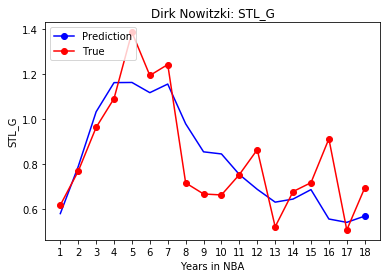 Dirk Nowitzki: STL_G
Prediction
True
STL_G
1.4
1.2
1.0
0.8
0.6
1 2 3 4 5 6 7 8 9 10 11 12 13 14 15 16 17 18
Years in NBA